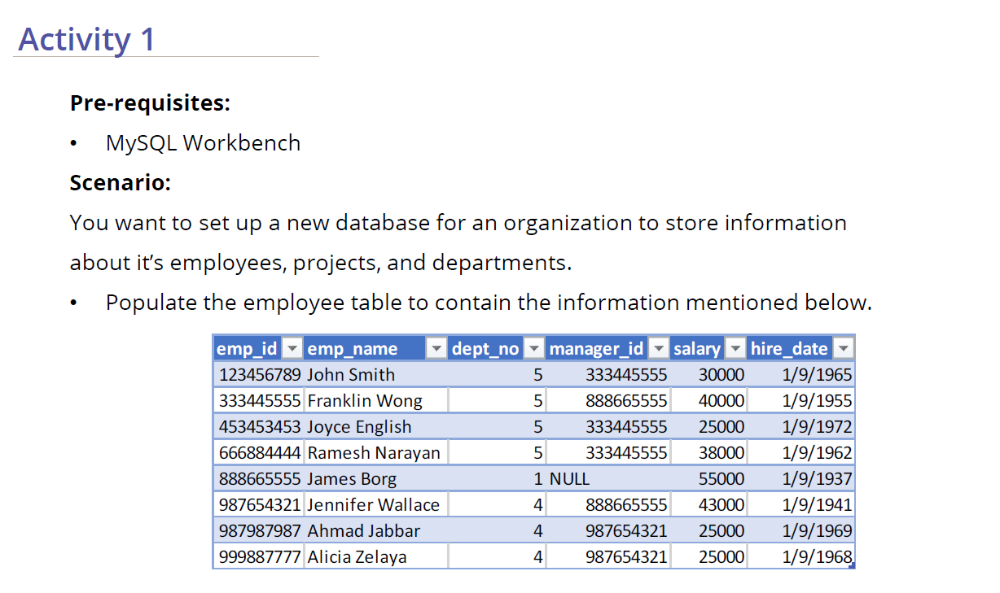 Activity 1
Pre-requisites:
• MySQL Workbench
Scenario:
You want to set up a new database for an organization to store information
about it’s employees, projects, and departments.
• Populate the employee table to contain the information mentioned below.
emp_id emp_name dept_no manager_id salary hire_date
123456789 John Smith 5 333445555 30000 1/9/1965
333445555 Franklin Wong 5 888665555 40000 1/9/1955
453453453 Joyce English 5 333445555 25000 1/9/1972
666884444 Ramesh Narayan 5 333445555 38000 1/9/1962
888665555 James Borg 1 NULL 55000 1/9/1937
987654321 Jennifer Wallace 4 888665555 43000 1/9/1941
987987987 Ahmad Jabbar 4 987654321 25000 1/9/1969
999887777 Alicia Zelaya 4 987654321 25000 1/9/1968